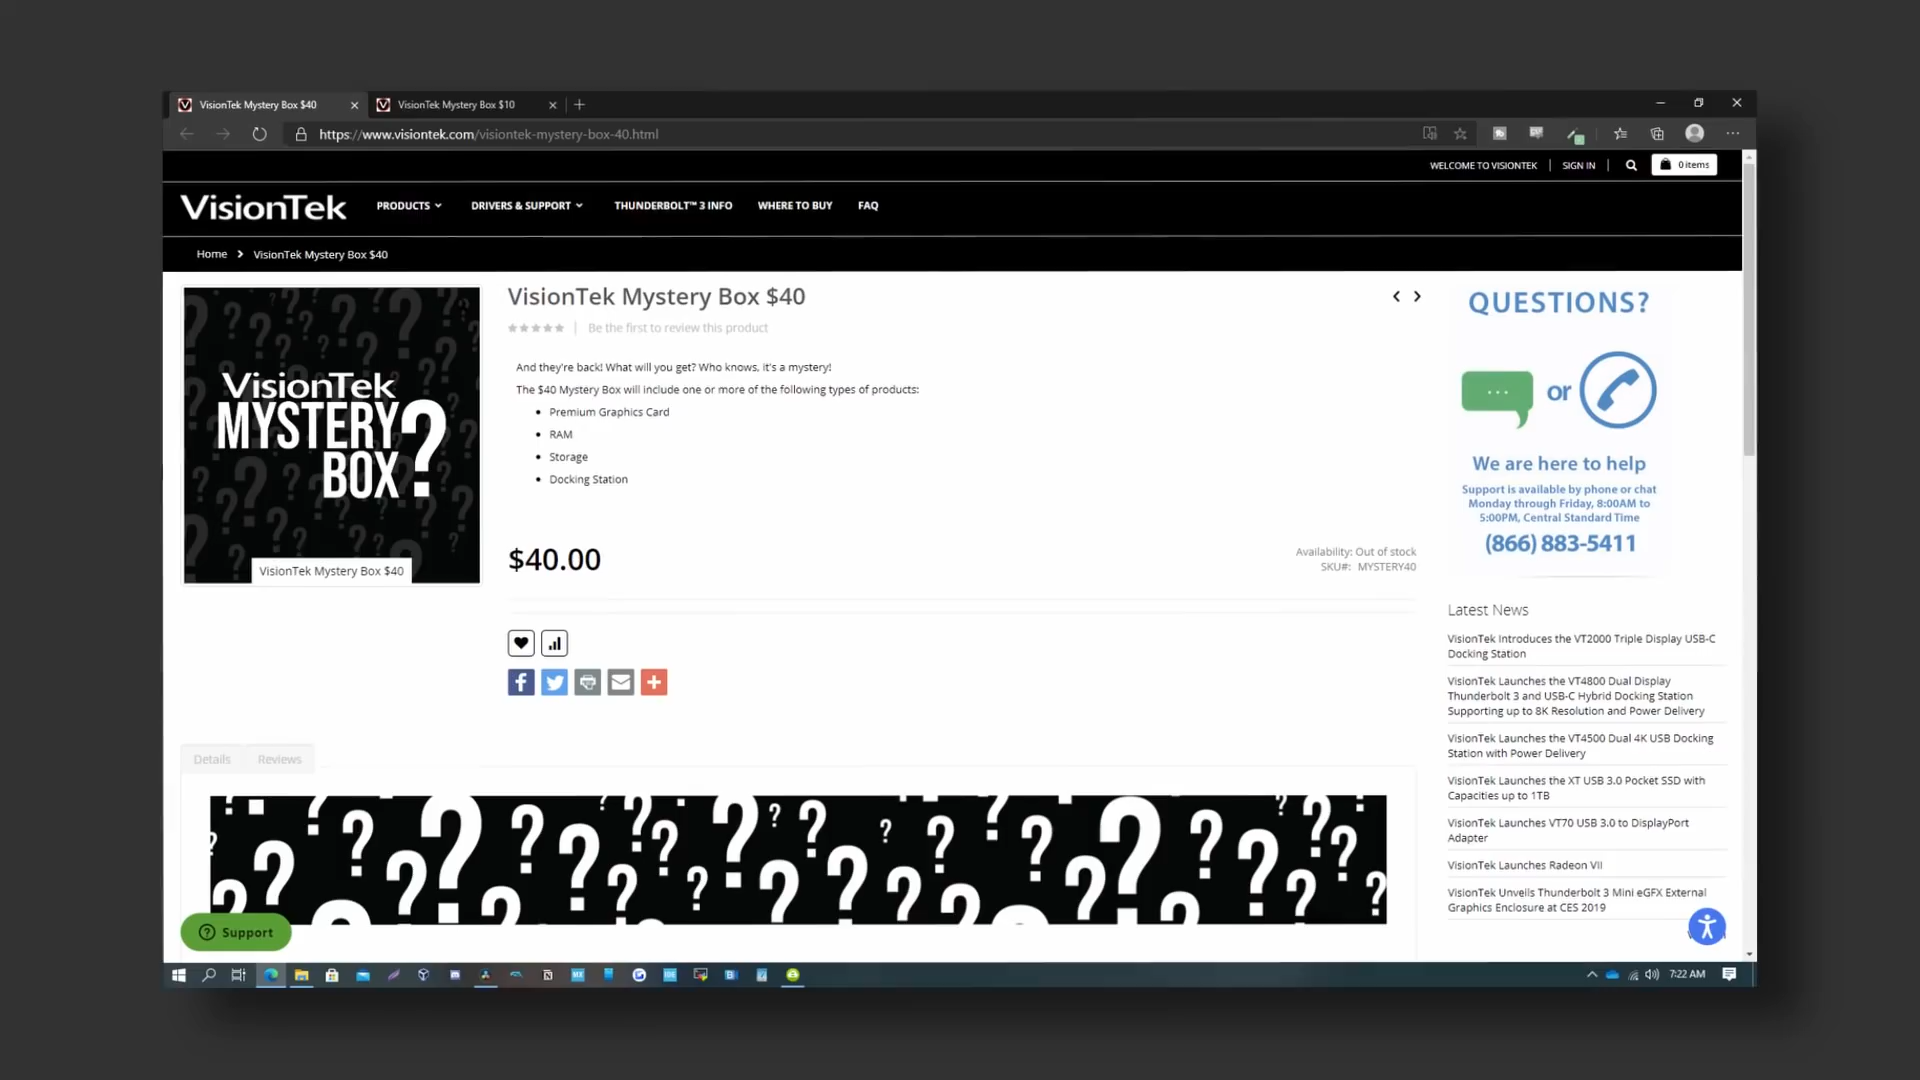 VisionTek Mystery Box $40
VisionTek Mystery Box $10
https://www.visiontek.com/visiontek-mystery-box-40.html
WELCOME TO VISIONTEK
SIGN IN
0 items
VisionTek
PRODUCTS
DRIVERS & SUPPORT
THUNDERBOLT™ 3 INFO
WHERE TO BUY
FAQ
Home
VisionTek Mystery Box $40
VisionTek
MYSTERY
BOX?
VisionTek Mystery Box $40
VisionTek Mystery Box $40
Be the first to review this product
And they're back! What will you get? Who knows, it's a mystery!
The $40 Mystery Box will include one or more of the following types of products:
Premium Graphics Card
RAM
Storage
Docking Station
$40.00
Availability: Out of stock
SKU#: MYSTERY40
Details
Reviews
QUESTIONS?
or
We are here to help
Support is available by phone or chat
Monday through Friday, 8:00AM to
5:00PM, Central Standard Time
(866) 883-5411
Latest News
VisionTek Introduces the VT2000 Triple Display USB-C
Docking Station
VisionTek Launches the VT4800 Dual Display
Thunderbolt 3 and USB-C Hybrid Docking Station
Supporting up to 8K Resolution and Power Delivery
VisionTek Launches the VT4500 Dual 4K USB Docking
Station with Power Delivery
VisionTek Launches the XT USB 3.0 Pocket SSD with
Capacities up to 1TB
VisionTek Launches VT70 USB 3.0 to DisplayPort
Adapter
VisionTek Launches Radeon VII
VisionTek Unveils Thunderbolt 3 Mini eGFX External
Graphics Enclosure at CES 2019
Support
7:22 AM